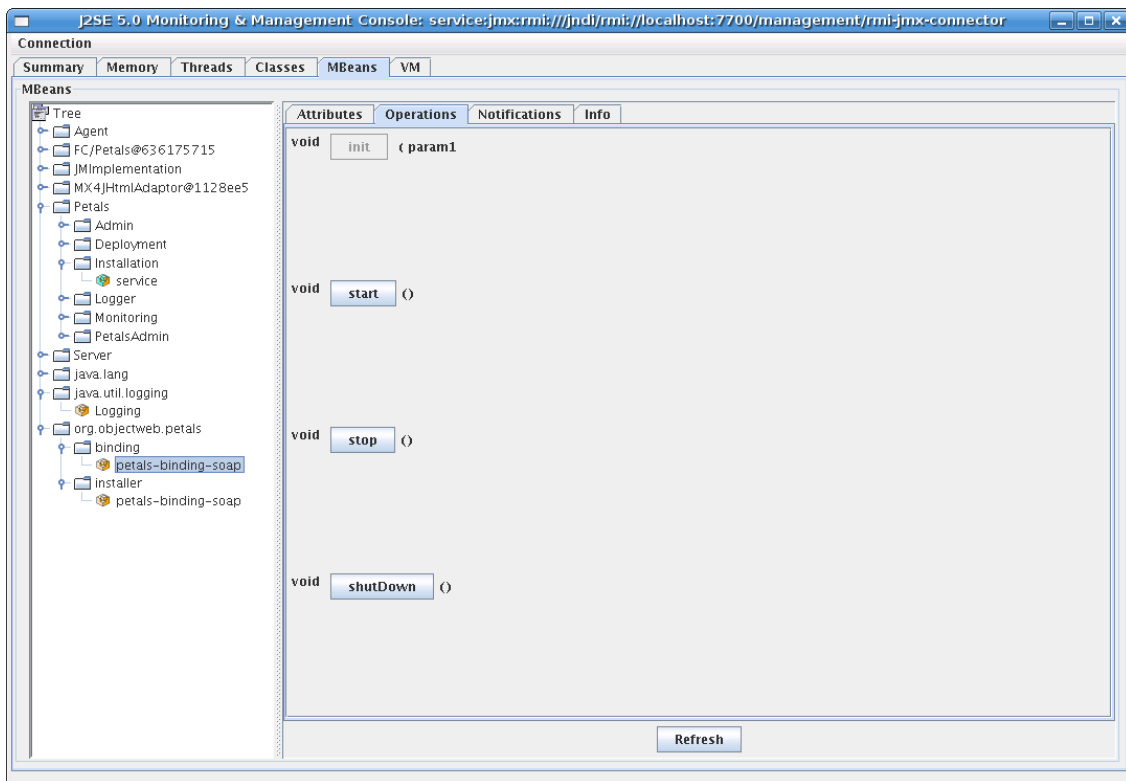 J2SE 5.0 Monitoring & Management Console: service:jmx:rmi:///jndi/rmi://localhost:7700/management/rmi-jmx-connector
Connection
Summary Memory Threads Classes MBeans VM
MBeans
Tree
Agent
FC/Petals@636175715
JMImplementation
MX4JHtmlAdaptor@1128ee5
Petals
Admin
Deployment
Installation
service
Logger
Monitoring
PetalsAdmin
Server
java.lang
java.util.logging
Logging
org.objectweb.petals
binding
petals-binding-soap
installer
petals-binding-soap
Attributes Operations Notifications Info
void init ( param1
void start ()
void stop ()
void shutDown ()
Refresh